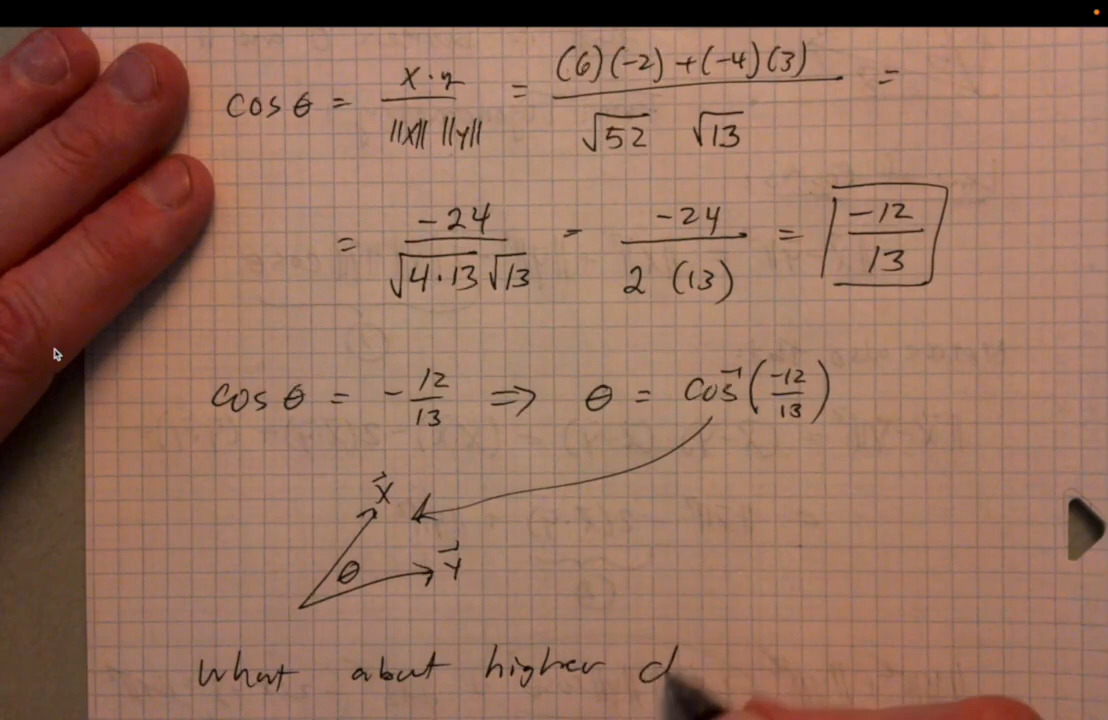 cos θ = x·y / ||x|| ||y|| = (6)(-2) + (-4)(3) / √52 √13 =
= -24 / √4·13 √13 = -24 / 2 (13) = -12 / 13
cos θ = - 12/13 ⇒ θ = cos⁻¹(-12/13)
x⃗
θ y⃗
What about higher d